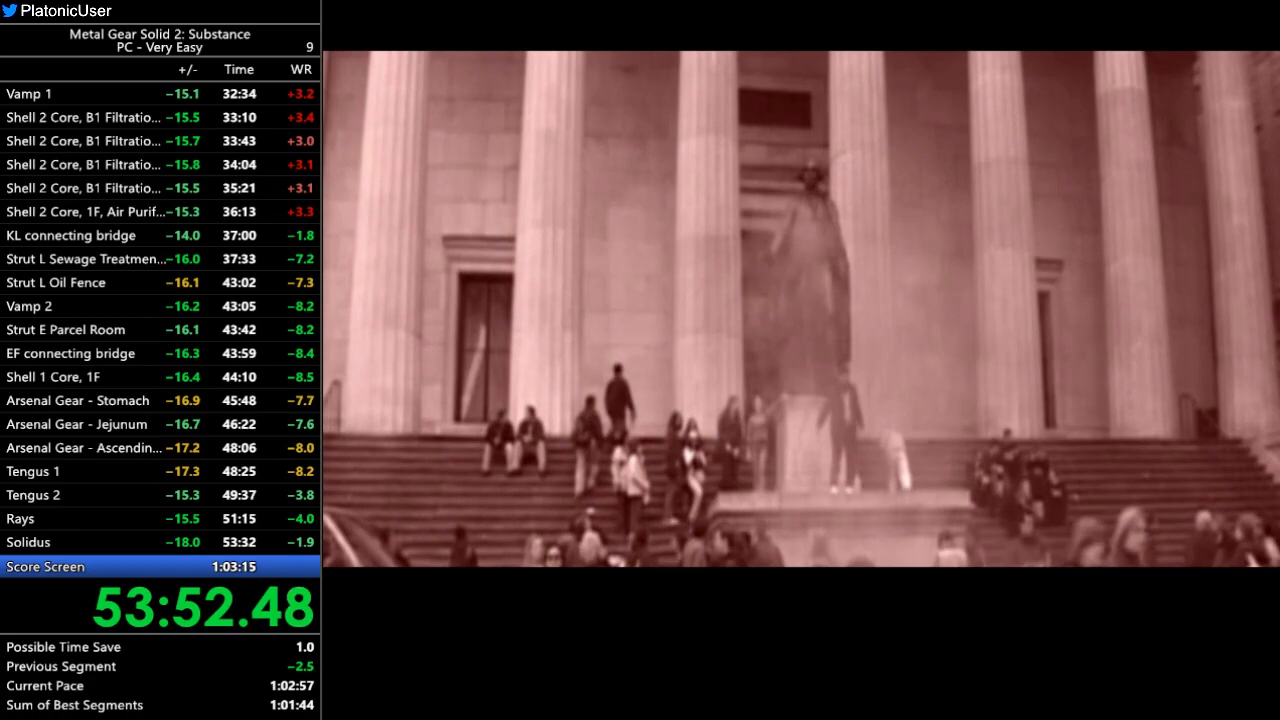 PlatonicUser
Metal Gear Solid 2: Substance
PC - Very Easy 9
+/- Time WR
Vamp 1 −15.1 32:34 +3.2
Shell 2 Core, B1 Filtratio... −15.5 33:10 +3.4
Shell 2 Core, B1 Filtratio... −15.7 33:43 +3.0
Shell 2 Core, B1 Filtratio... −15.8 34:04 +3.1
Shell 2 Core, B1 Filtratio... −15.5 35:21 +3.1
Shell 2 Core, 1F, Air Purif... −15.3 36:13 +3.3
KL connecting bridge −14.0 37:00 −1.8
Strut L Sewage Treatmen... −16.0 37:33 −7.2
Strut L Oil Fence −16.1 43:02 −7.3
Vamp 2 −16.2 43:05 −8.2
Strut E Parcel Room −16.1 43:42 −8.2
EF connecting bridge −16.3 43:59 −8.4
Shell 1 Core, 1F −16.4 44:10 −8.5
Arsenal Gear - Stomach −16.9 45:48 −7.7
Arsenal Gear - Jejunum −16.7 46:22 −7.6
Arsenal Gear - Ascendin... −17.2 48:06 −8.0
Tengus 1 −17.3 48:25 −8.2
Tengus 2 −15.3 49:37 −3.8
Rays −15.5 51:15 −4.0
Solidus −18.0 53:32 −1.9
Score Screen 1:03:15
53:52.48
Possible Time Save 1.0
Previous Segment −2.5
Current Pace 1:02:57
Sum of Best Segments 1:01:44